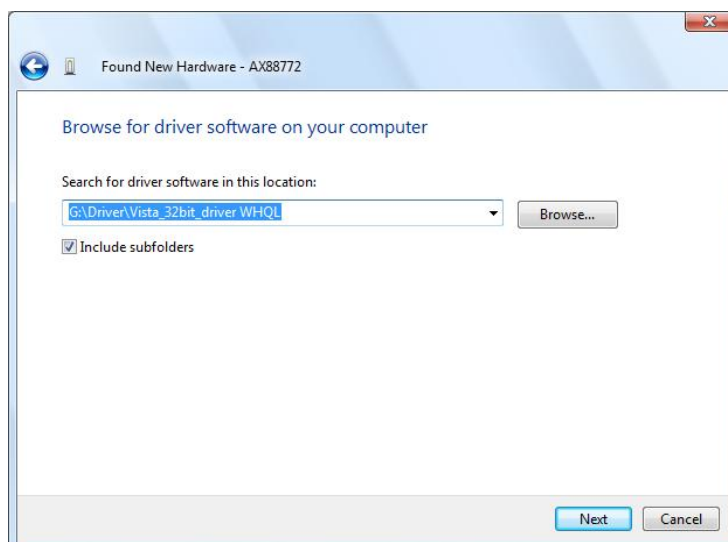 Found New Hardware - AX88772
Browse for driver software on your computer
Search for driver software in this location:
G:\Driver\Vista_32bit_driver WHQL
Browse...
Include subfolders
Next
Cancel